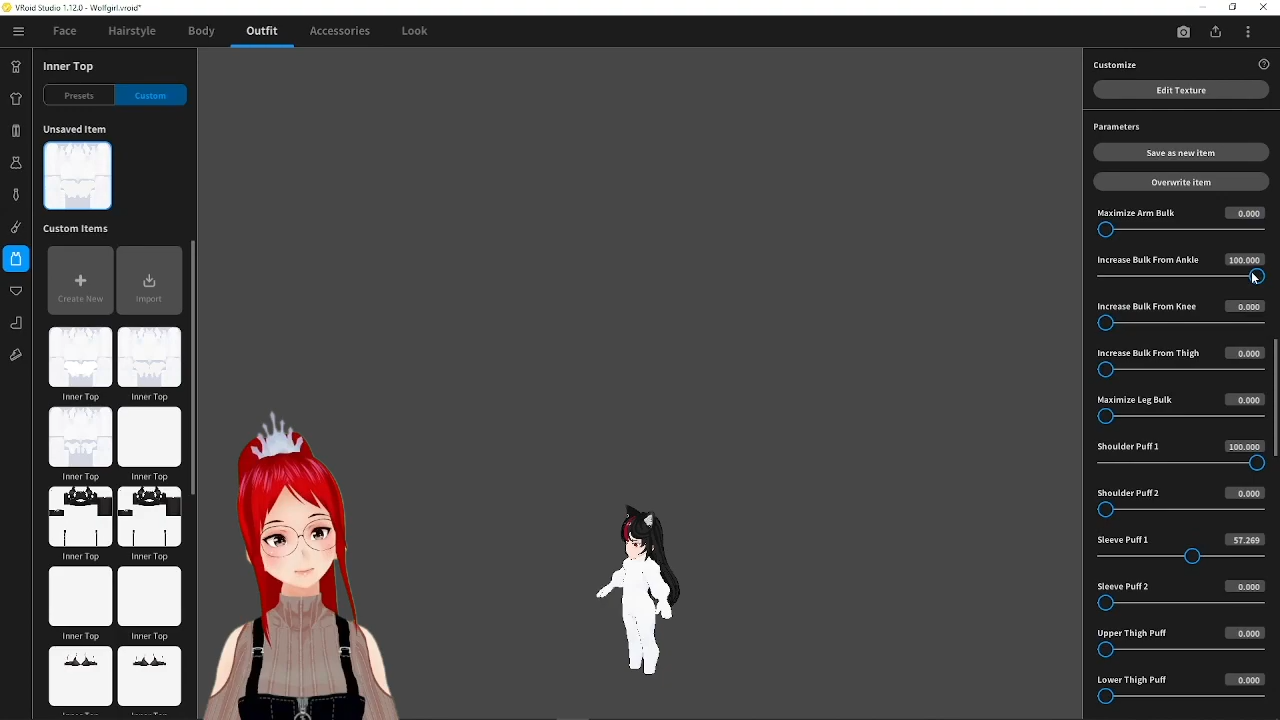 VRoid Studio 1.12.0 - Wolfgirl.vroid*
Face Hairstyle Body Outfit Accessories Look
Inner Top
Presets Custom
Unsaved Item
Custom Items
Create New Import
Inner Top Inner Top
Inner Top Inner Top
Inner Top Inner Top
Inner Top Inner Top
Customize
Edit Texture
Parameters
Save as new item
Overwrite item
Maximize Arm Bulk 0.000
Increase Bulk From Ankle 100.000
Increase Bulk From Knee 0.000
Increase Bulk From Thigh 0.000
Maximize Leg Bulk 0.000
Shoulder Puff 1 100.000
Shoulder Puff 2 0.000
Sleeve Puff 1 57.269
Sleeve Puff 2 0.000
Upper Thigh Puff 0.000
Lower Thigh Puff 0.000